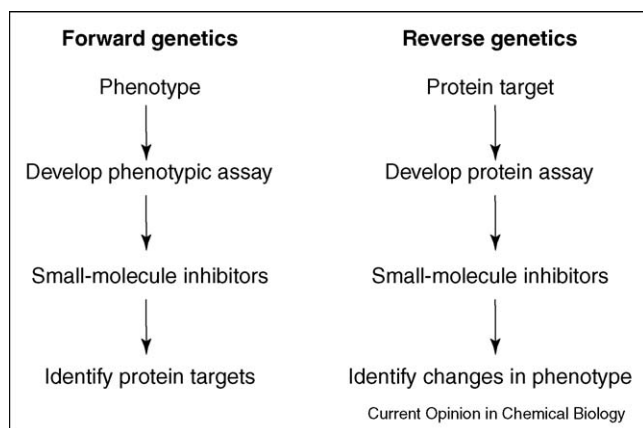 Forward genetics
Phenotype
Develop phenotypic assay
Small-molecule inhibitors
Identify protein targets
Reverse genetics
Protein target
Develop protein assay
Small-molecule inhibitors
Identify changes in phenotype
Current Opinion in Chemical Biology